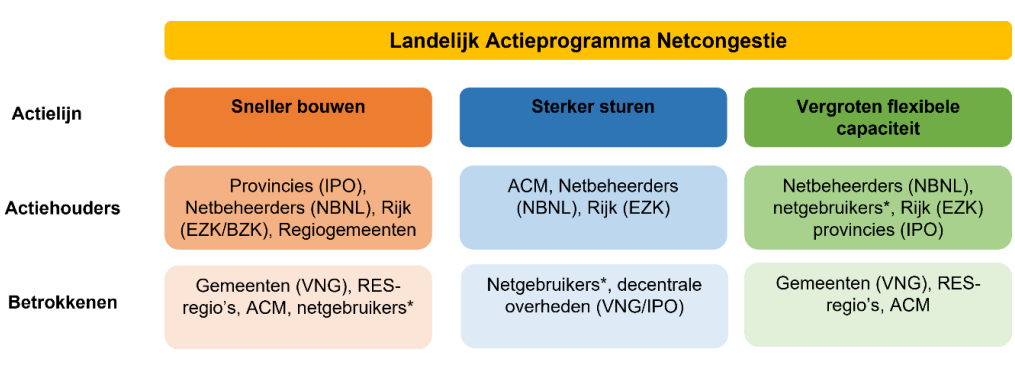 Landelijk Actieprogramma Netcongestie
Actielijn
Sneller bouwen
Sterker sturen
Vergroten flexibele
capaciteit
Actiehouders
Provincies (IPO),
Netbeheerders (NBNL), Rijk
(EZK/BZK), Regiogemeenten
ACM, Netbeheerders
(NBNL), Rijk (EZK)
Netbeheerders (NBNL),
netgebruikers*, Rijk (EZK)
provincies (IPO)
Betrokkenen
Gemeenten (VNG), RES-
regio’s, ACM, netgebruikers*
Netgebruikers*, decentrale
overheden (VNG/IPO)
Gemeenten (VNG), RES-
regio’s, ACM